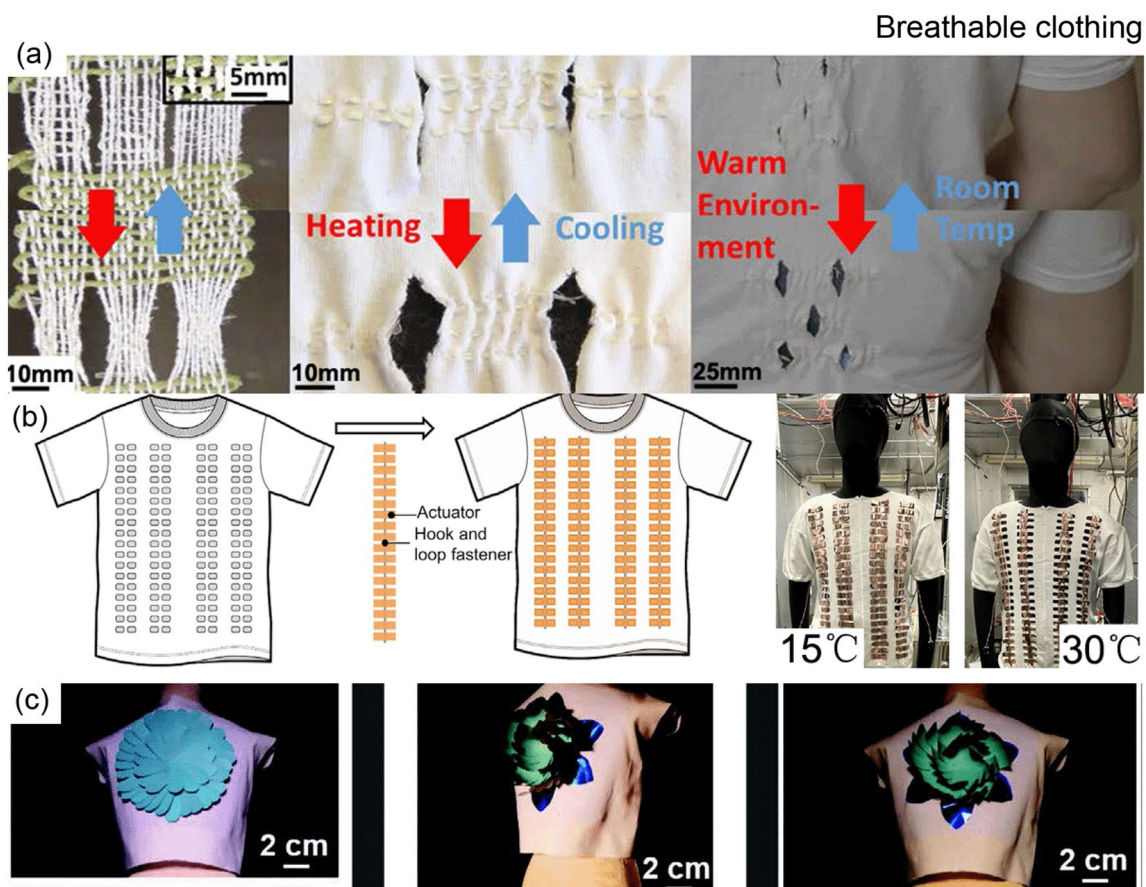 Breathable clothing
(a)
5mm
10mm
Heating
Cooling
10mm
Warm
Environ-
ment
Room
Temp
25mm
(b)
Actuator
Hook and
loop fastener
15℃
30℃
(c)
2 cm
2 cm
2 cm